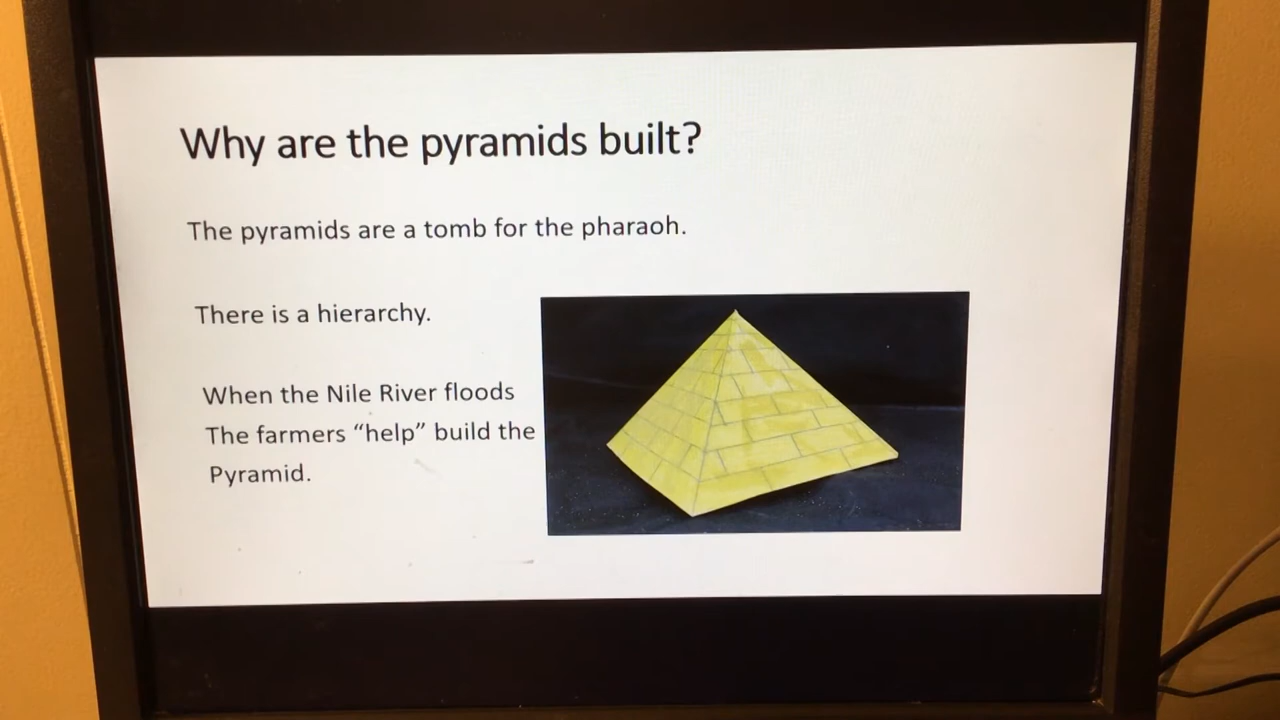 Why are the pyramids built?
The pyramids are a tomb for the pharaoh.
There is a hierarchy.
When the Nile River floods
The farmers “help” build the
Pyramid.